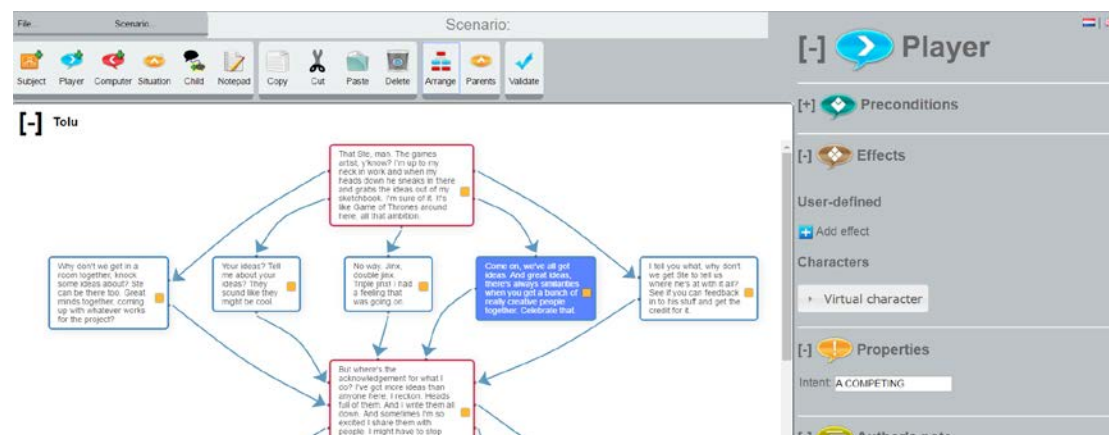 File...
Scenario...
Scenario:
Subject
Player
Computer
Situation
Child
Notepad
Copy
Cut
Paste
Delete
Arrange
Parents
Validate
[-] Tolu
That Ste, man. The games
artist, y'know? I'm up to my
neck in work and when my
heads down he sneaks in there
and grabs the ideas out of my
sketchbook. I'm sure of it. It's
like Game of Thrones around
here, all that ambition.
Why don't we get in a
room together, knock
some ideas about? Ste
can be there too. Great
minds together, coming
up with whatever works
for the project?
Your ideas? Tell
me about your
ideas? They
sound like they
might be cool
No way. Jinx,
double jinx.
Triple jinx! I had
a feeling that
was going on.
Come on, we've all got
ideas. And great ideas,
there's always similarities
when you get a bunch of
really creative people
together. Celebrate that.
I tell you what, why don't
we get Ste to tell us
where he's at with it all?
See if you can feedback
in to his stuff and get the
credit for it.
But where's the
acknowledgement for what I
do? I've got more ideas than
anyone here, I reckon. Heads
full of them. And I write them all
down. And sometimes I'm so
excited I share them with
people. I might have to stop
[-] Player
[+] Preconditions
[-] Effects
User-defined
Add effect
Characters
Virtual character
[-] Properties
Intent: A COMPETING
[-] Author's note